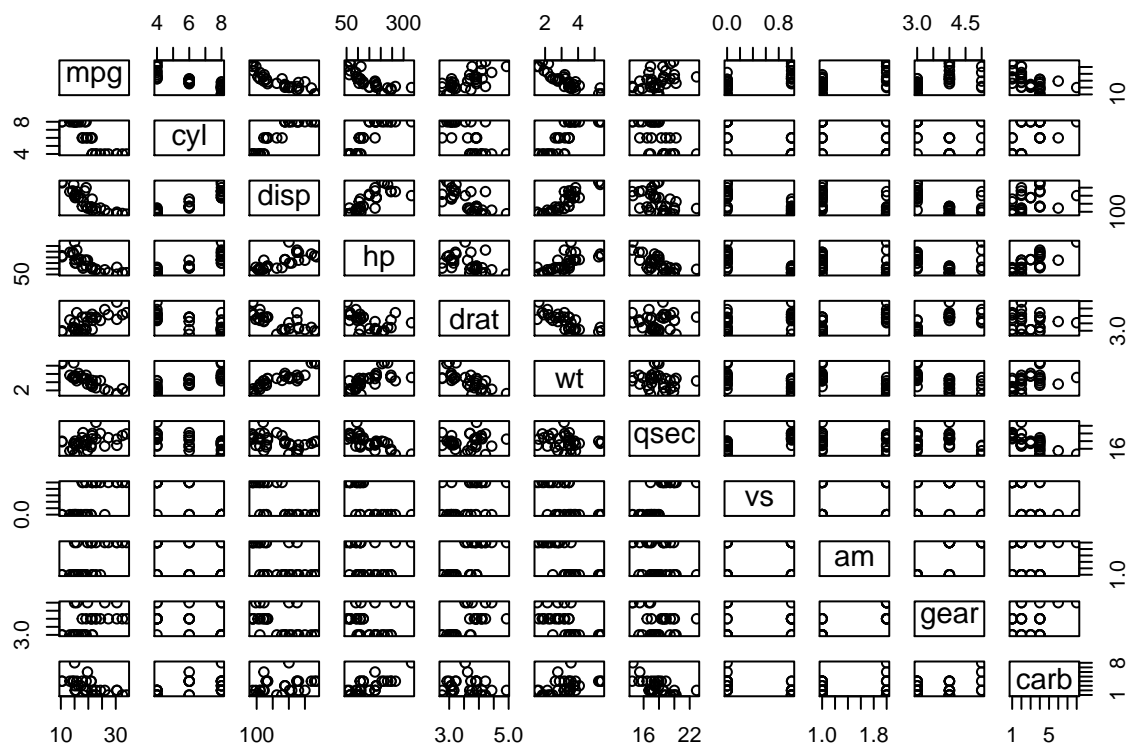 4 6 8 50 300 2 4 0.0 1.0 3.0 4.5
mpg 10
8 4 cyl
disp 100
50 hp
drat 3.0
2 wt
qsec 16
0.0 vs
am 1.0
3.0 gear
carb 1 8
10 30 100 3.0 5.0 16 22 1.0 1.8 1 5